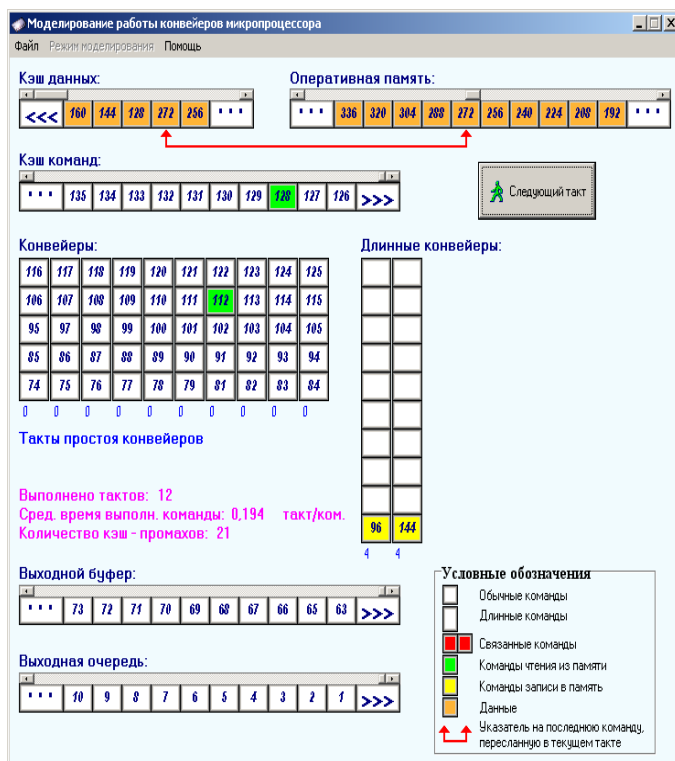 Моделирование работы конвейеров микропроцессора
Файл Режим моделирования Помощь
Кэш данных: Оперативная память:
<<< 160 144 128 272 256 ... ... 336 320 304 288 272 256 240 224 208 192 ...
Кэш команд:
... 135 134 133 132 131 130 129 128 127 126 >>>
Следующий такт
Конвейеры: Длинные конвейеры:
116 117 118 119 120 121 122 123 124 125
106 107 108 109 110 111 112 113 114 115
95 97 98 99 100 101 102 103 104 105
85 86 87 88 89 90 91 92 93 94
74 75 76 77 78 79 81 82 83 84
0 0 0 0 0 0 0 0 0 0
Такты простоя конвейеров
Выполнено тактов: 12
Сред. время выполн. команды: 0,194 такт/ком.
Количество кэш - промахов: 21
96 144
4 4
Выходной буфер:
... 73 72 71 70 69 68 67 66 65 63 >>>
Выходная очередь:
... 10 9 8 7 6 5 4 3 2 1 >>>
Условные обозначения
Обычные команды
Длинные команды
Связанные команды
Команды чтения из памяти
Команды записи в память
Данные
Указатель на последнюю команду,
пересланную в текущем такте